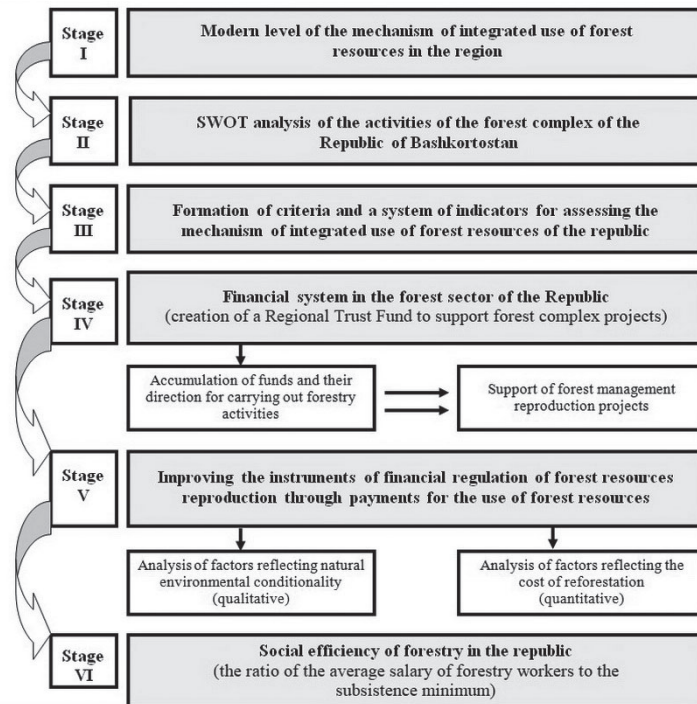 Stage
I
Modern level of the mechanism of integrated use of forest
resources in the region
Stage
II
SWOT analysis of the activities of the forest complex of the
Republic of Bashkortostan
Stage
III
Formation of criteria and a system of indicators for assessing the
mechanism of integrated use of forest resources of the republic
Stage
IV
Financial system in the forest sector of the Republic
(creation of a Regional Trust Fund to support forest complex projects)
Accumulation of funds and their
direction for carrying out forestry
activities
Support of forest management
reproduction projects
Stage
V
Improving the instruments of financial regulation of forest resources
reproduction through payments for the use of forest resources
Analysis of factors reflecting natural
environmental conditionality
(qualitative)
Analysis of factors reflecting the
cost of reforestation
(quantitative)
Stage
VI
Social efficiency of forestry in the republic
(the ratio of the average salary of forestry workers to the
subsistence minimum)